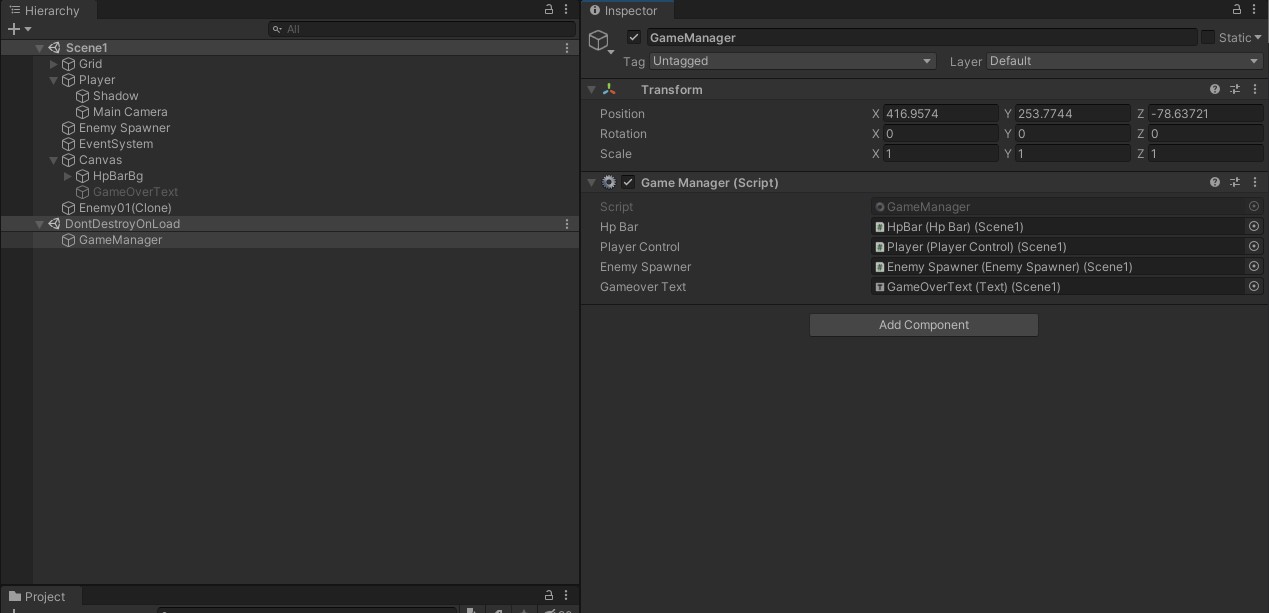 Hierarchy
All
Scene1
Grid
Player
Shadow
Main Camera
Enemy Spawner
EventSystem
Canvas
HpBarBg
GameOverText
Enemy01(Clone)
DontDestroyOnLoad
GameManager
Project
Inspector
GameManager Static
Tag Untagged Layer Default
Transform
Position X 416.9574 Y 253.7744 Z -78.63721
Rotation X 0 Y 0 Z 0
Scale X 1 Y 1 Z 1
Game Manager (Script)
Script GameManager
Hp Bar HpBar (Hp Bar) (Scene1)
Player Control Player (Player Control) (Scene1)
Enemy Spawner Enemy Spawner (Enemy Spawner) (Scene1)
Gameover Text GameOverText (Text) (Scene1)
Add Component